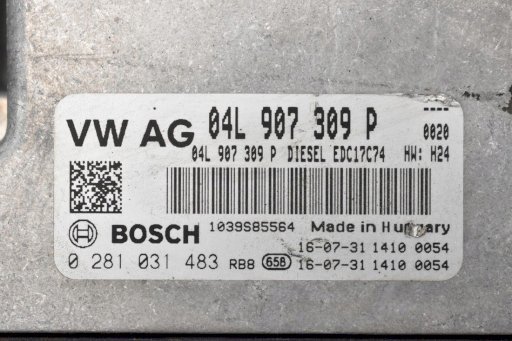 ----
VW AG 04L 907 309 P 0020
04L 907 309 P DIESEL EDC17C74 HW: H24
1039S85564 Made in Hungary
BOSCH 16-07-31 1410 0054
0 281 031 483 RB8 658 16-07-31 1410 0054